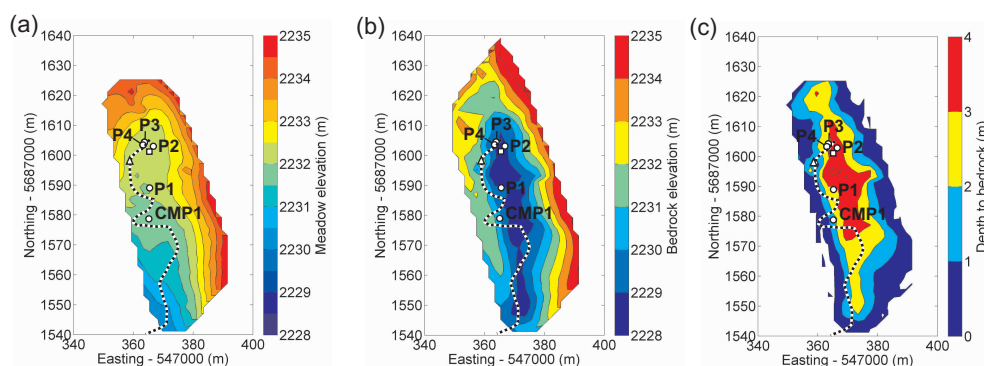 (a)
Northing - 5687000 (m)
1640
1630
1620
1610
1600
1590
1580
1570
1560
1550
1540
340
360
380
400
Easting - 547000 (m)
P3
P4
P2
P1
CMP1
2235
2234
2233
2232
2231
2230
2229
2228
Meadow elevation (m)
(b)
Northing - 5687000 (m)
1640
1630
1620
1610
1600
1590
1580
1570
1560
1550
1540
340
360
380
400
Easting - 547000 (m)
P3
P4
P2
P1
CMP1
2235
2234
2233
2232
2231
2230
2229
2228
Bedrock elevation (m)
(c)
Northing - 5687000 (m)
1640
1630
1620
1610
1600
1590
1580
1570
1560
1550
1540
340
360
380
400
Easting - 547000 (m)
P3
P4
P2
P1
CMP1
4
3
2
1
0
Depth to bedrock (m)